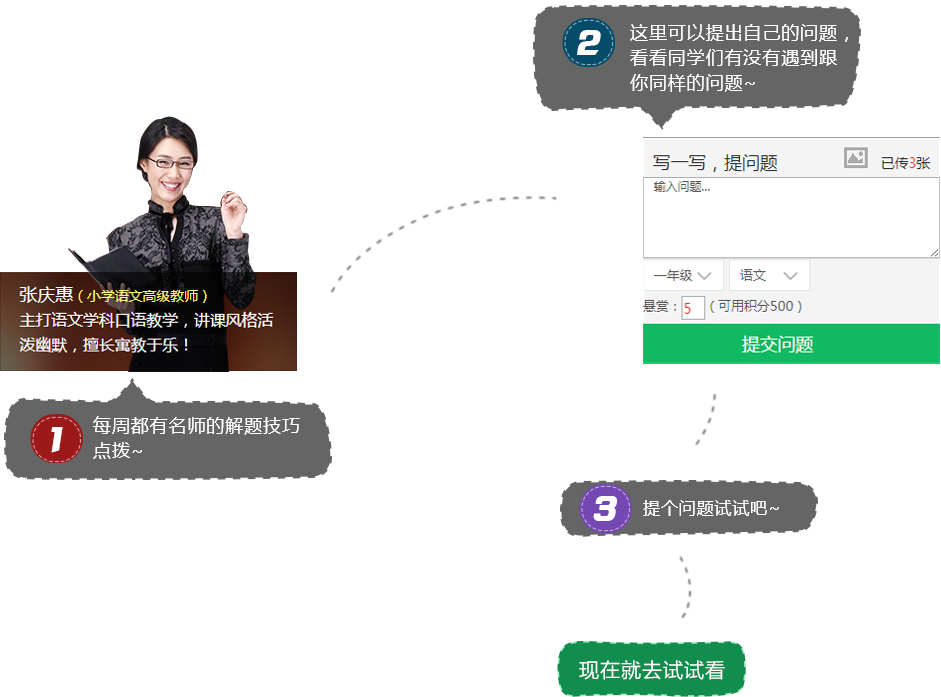 张庆惠（小学语文高级教师）
主打语文学科口语教学，讲课风格活
泼幽默，擅长寓教于乐！
1
每周都有名师的解题技巧
点拨~
2
这里可以提出自己的问题，
看看同学们有没有遇到跟
你同样的问题~
写一写，提问题 已传3张
输入问题...
一年级 语文
悬赏：5（可用积分500）
提交问题
3
提个问题试试吧~
现在就去试试看